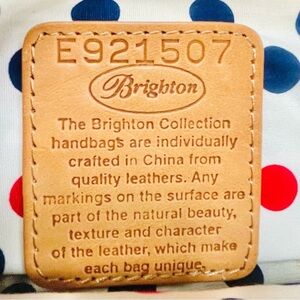 E921507
Brighton
The Brighton Collection
handbags are individually
crafted in China from
quality leathers. Any
markings on the surface are
part of the natural beauty,
texture and character
of the leather, which make
each bag unique.